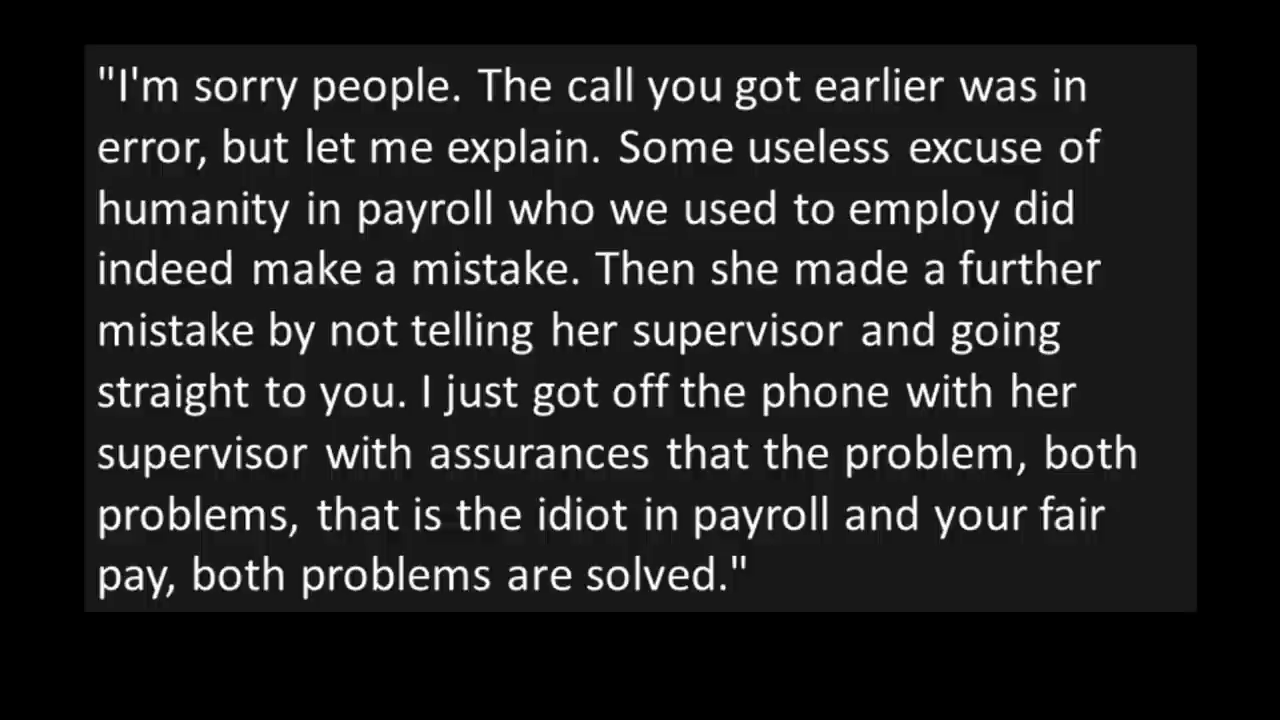 "I'm sorry people. The call you got earlier was in
error, but let me explain. Some useless excuse of
humanity in payroll who we used to employ did
indeed make a mistake. Then she made a further
mistake by not telling her supervisor and going
straight to you. I just got off the phone with her
supervisor with assurances that the problem, both
problems, that is the idiot in payroll and your fair
pay, both problems are solved."